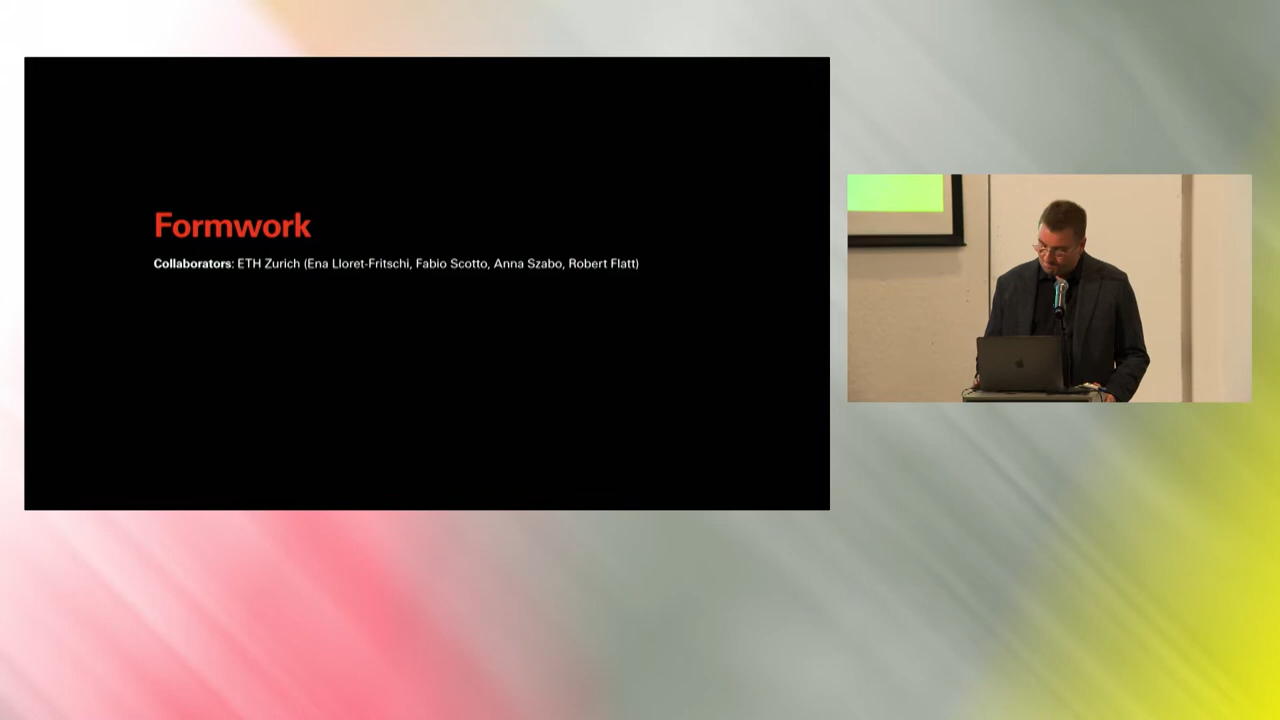 Formwork
Collaborators: ETH Zurich (Ena Lloret-Fritschi, Fabio Scotto, Anna Szabo, Robert Flatt)